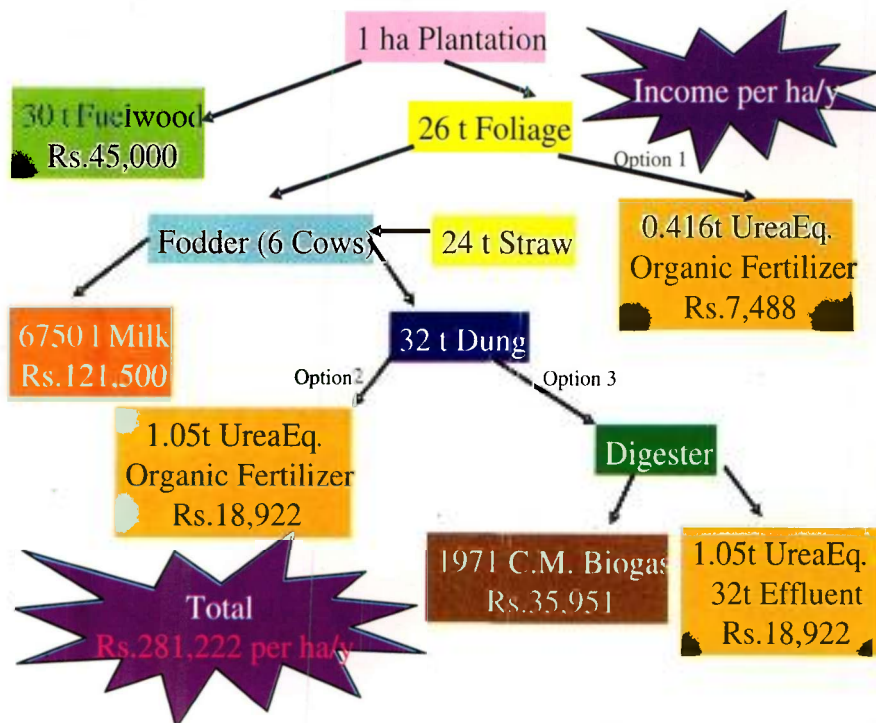 1 ha Plantation
Income per ha/y
30 t Fuelwood
Rs.45,000
26 t Foliage
Option 1
0.416t UreaEq.
Organic Fertilizer
Rs.7,488
Fodder (6 Cows)
24 t Straw
6750 l Milk
Rs.121,500
32 t Dung
Option 2
Option 3
1.05t UreaEq.
Organic Fertilizer
Rs.18,922
Digester
1971 C.M. Biogas
Rs.35,951
1.05t UreaEq.
32t Effluent
Rs.18,922
Total
Rs.281,222 per ha/y